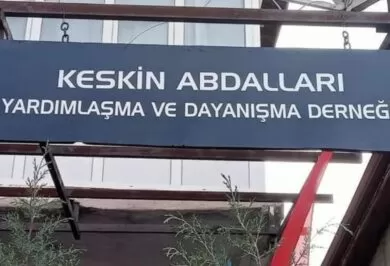 KESKİN ABDALLARI
YARDIMLAŞMA VE DAYANIŞMA DERNEĞ